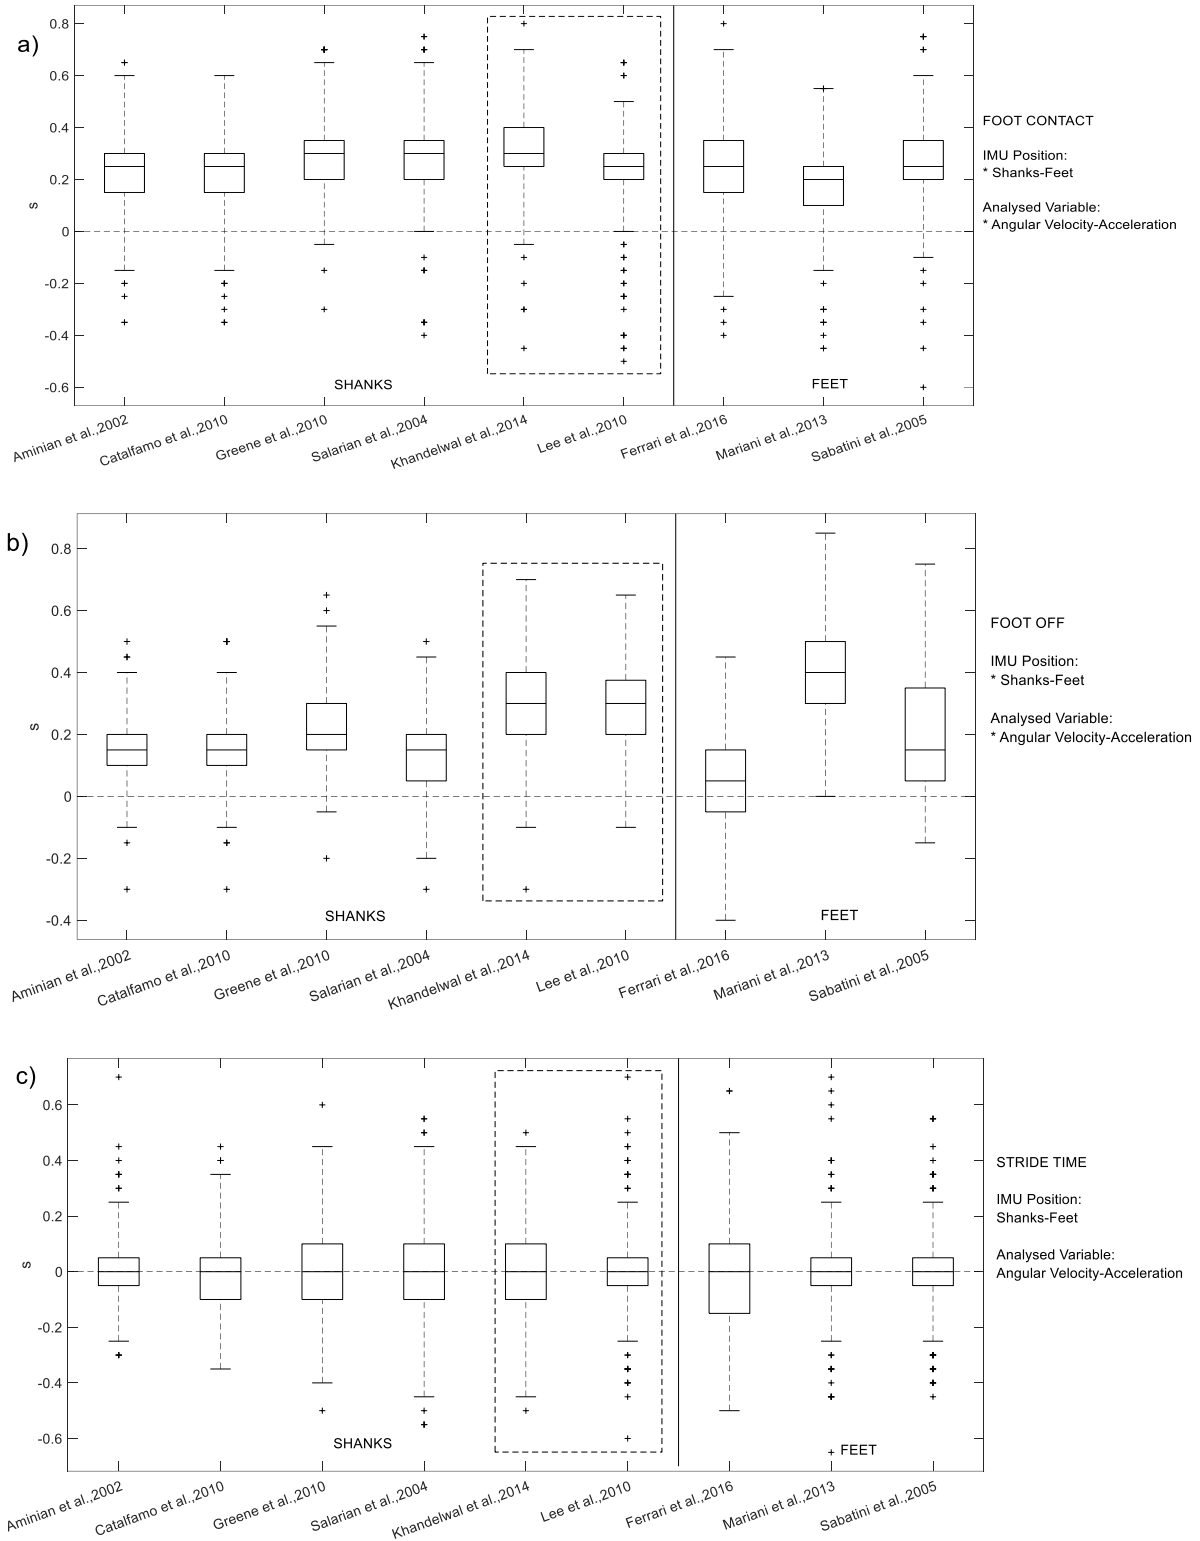 a)
0.8
0.6
0.4
0.2
0
-0.2
-0.4
-0.6
s
SHANKS
FEET
FOOT CONTACT
IMU Position:
* Shanks-Feet
Analysed Variable:
* Angular Velocity-Acceleration
Aminian et al.,2002
Catalfamo et al.,2010
Greene et al.,2010
Salarian et al.,2004
Khandelwal et al.,2014
Lee et al.,2010
Ferrari et al.,2016
Mariani et al.,2013
Sabatini et al.,2005
b)
0.8
0.6
0.4
0.2
0
-0.2
-0.4
s
SHANKS
FEET
FOOT OFF
IMU Position:
* Shanks-Feet
Analysed Variable:
* Angular Velocity-Acceleration
Aminian et al.,2002
Catalfamo et al.,2010
Greene et al.,2010
Salarian et al.,2004
Khandelwal et al.,2014
Lee et al.,2010
Ferrari et al.,2016
Mariani et al.,2013
Sabatini et al.,2005
c)
0.6
0.4
0.2
0
-0.2
-0.4
-0.6
s
SHANKS
FEET
STRIDE TIME
IMU Position:
Shanks-Feet
Analysed Variable:
Angular Velocity-Acceleration
Aminian et al.,2002
Catalfamo et al.,2010
Greene et al.,2010
Salarian et al.,2004
Khandelwal et al.,2014
Lee et al.,2010
Ferrari et al.,2016
Mariani et al.,2013
Sabatini et al.,2005